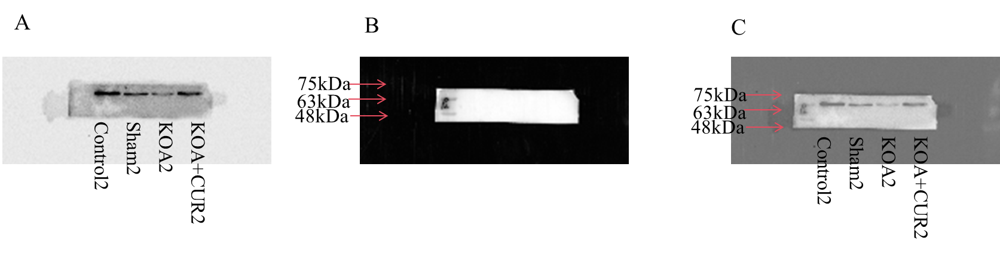 A
B
C
75kDa
63kDa
48kDa
75kDa
63kDa
48kDa
Control2
Sham2
KOA2
KOA+CUR2
Control2
Sham2
KOA2
KOA+CUR2